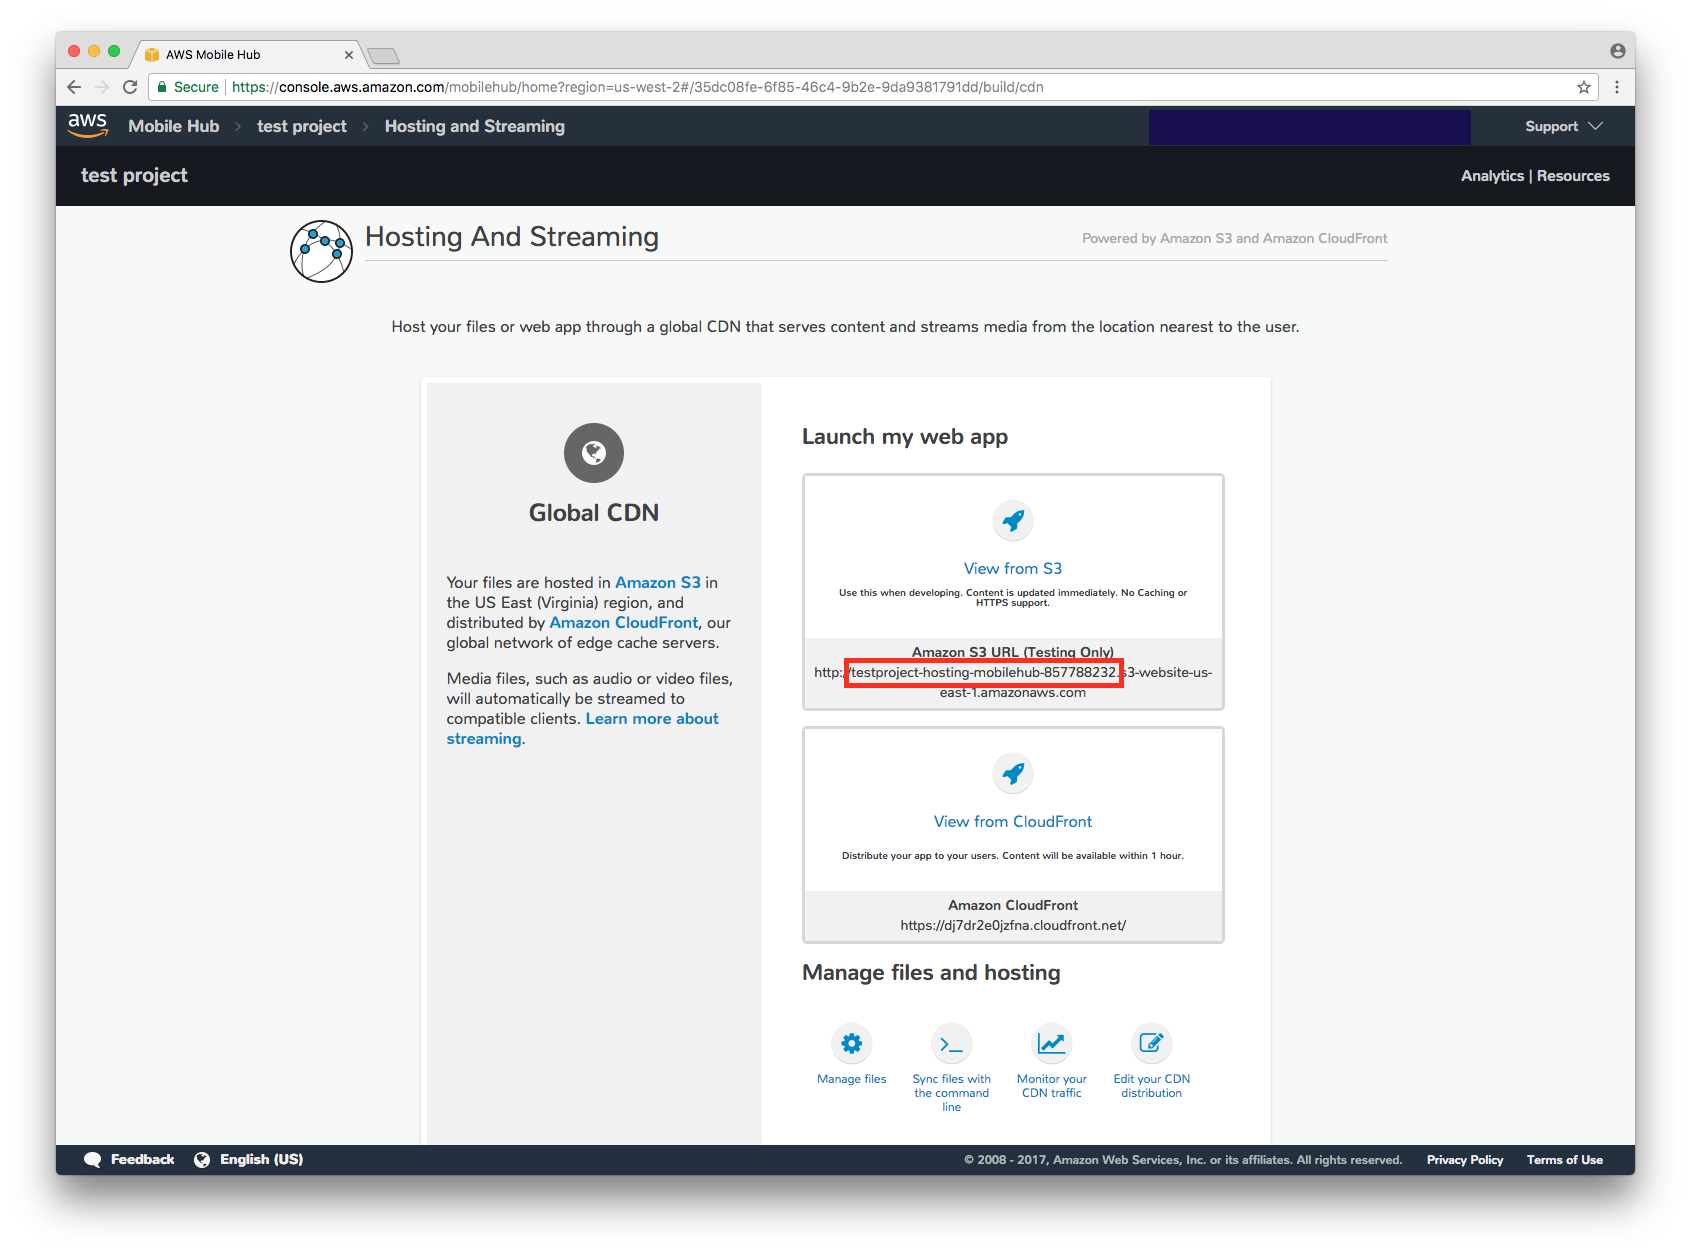 AWS Mobile Hub
Secure https://console.aws.amazon.com/mobilehub/home?region=us-west-2#/35dc08fe-6f85-46c4-9b2e-9da9381791dd/build/cdn
aws Mobile Hub > test project > Hosting and Streaming Support
test project Analytics | Resources
Hosting And Streaming Powered by Amazon S3 and Amazon CloudFront
Host your files or web app through a global CDN that serves content and streams media from the location nearest to the user.
Global CDN
Your files are hosted in Amazon S3 in
the US East (Virginia) region, and
distributed by Amazon CloudFront, our
global network of edge cache servers.
Media files, such as audio or video files,
will automatically be streamed to
compatible clients. Learn more about
streaming.
Launch my web app
View from S3
Use this when developing. Content is updated immediately. No Caching or
HTTPS support.
Amazon S3 URL (Testing Only)
http://testproject-hosting-mobilehub-857788232.s3-website-us-
east-1.amazonaws.com
View from CloudFront
Distribute your app to your users. Content will be available within 1 hour.
Amazon CloudFront
https://dj7dr2e0jzfna.cloudfront.net/
Manage files and hosting
Manage files
Sync files with
the command
line
Monitor your
CDN traffic
Edit your CDN
distribution
Feedback English (US) © 2008 - 2017, Amazon Web Services, Inc. or its affiliates. All rights reserved. Privacy Policy Terms of Use